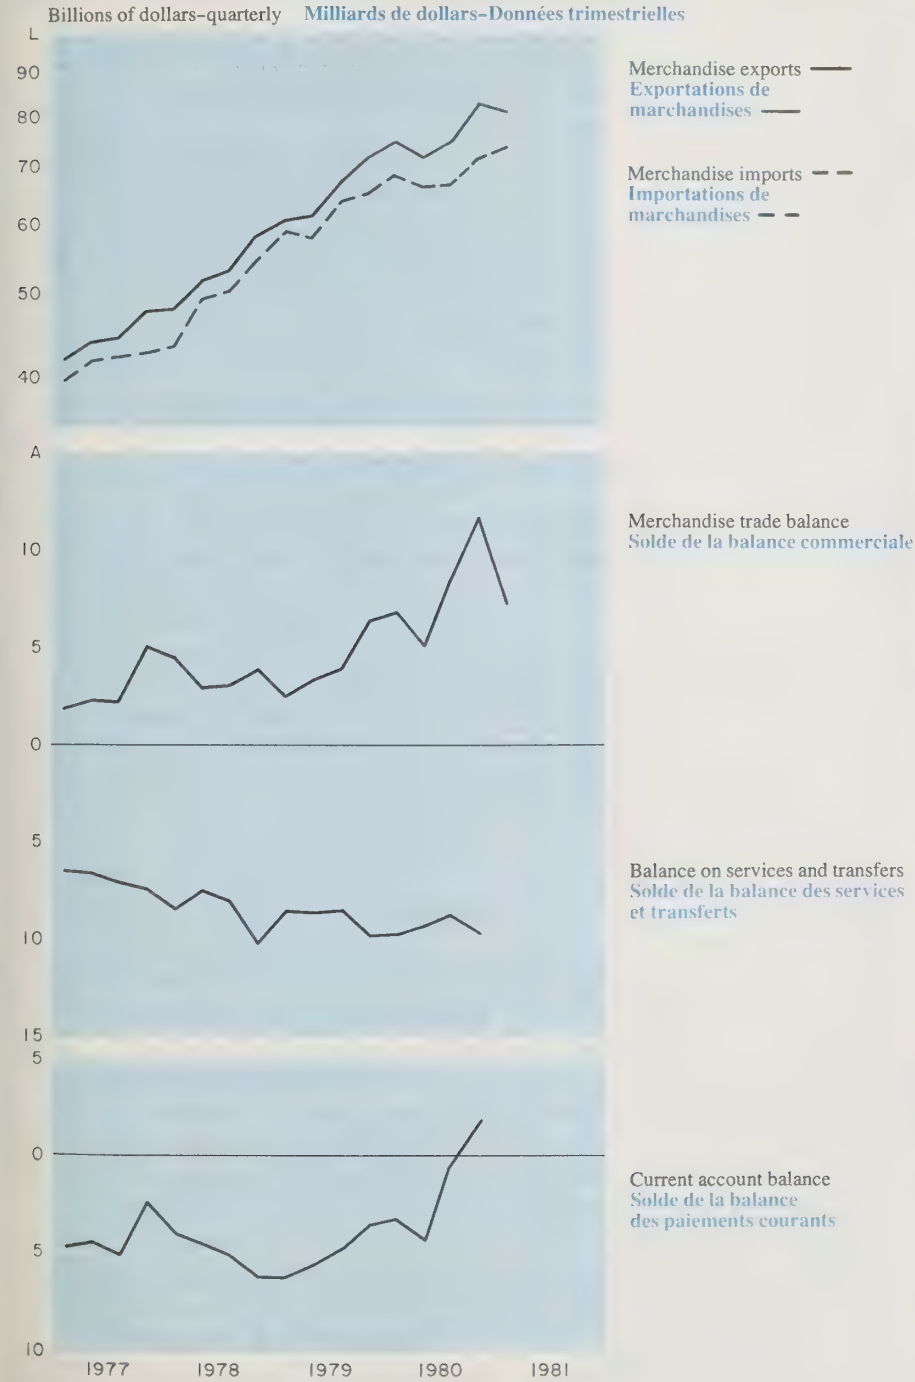 Billions of dollars–quarterly Milliards de dollars–Données trimestrielles
L
90
80
70
60
50
40
Merchandise exports
Exportations de
marchandises
Merchandise imports
Importations de
marchandises
A
10
5
0
5
10
15
Merchandise trade balance
Solde de la balance commerciale
Balance on services and transfers
Solde de la balance des services
et transferts
5
0
5
10
Current account balance
Solde de la balance
des paiements courants
1977 1978 1979 1980 1981